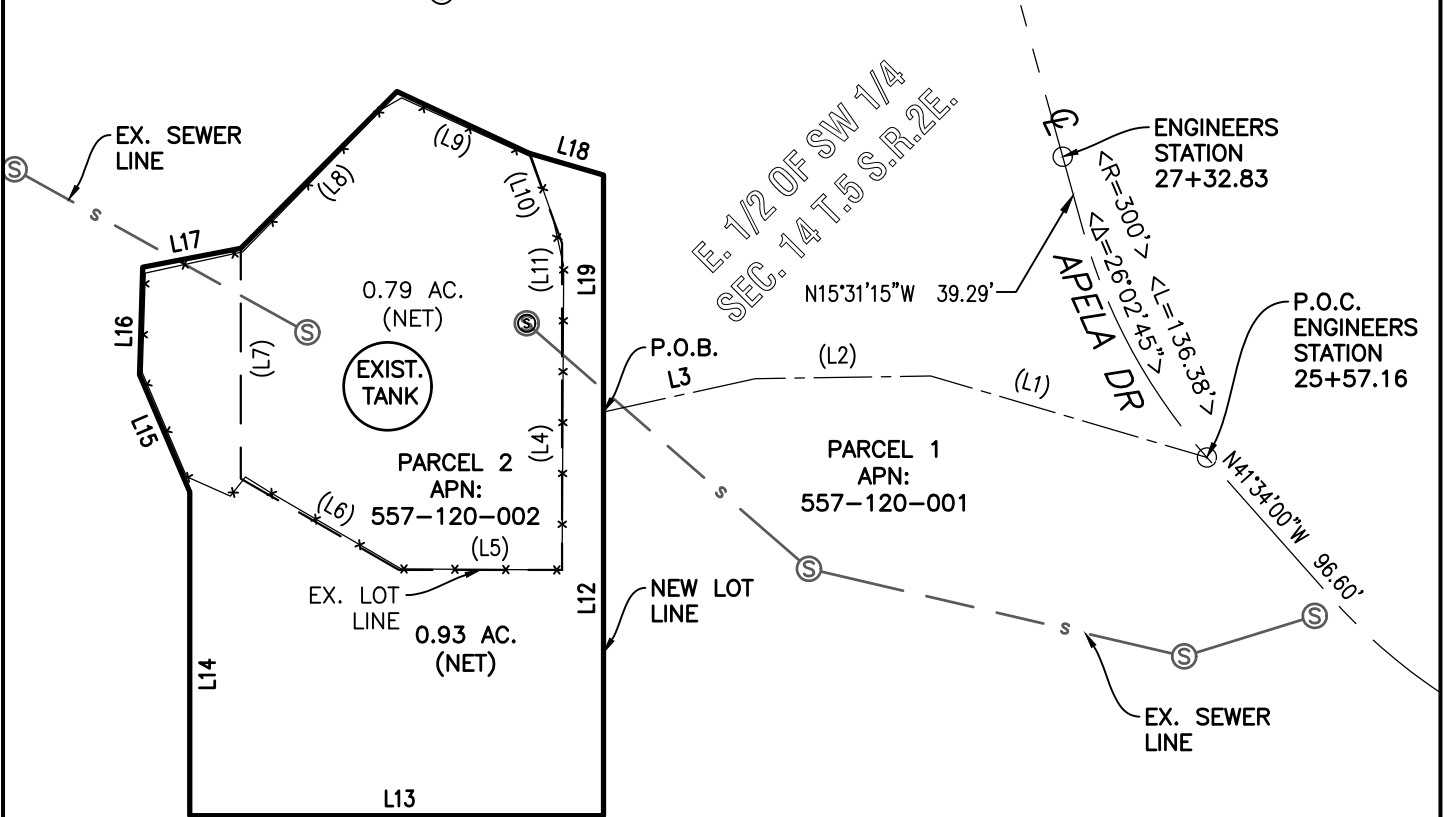 EX. SEWER
LINE
S
s
L17
(L8)
(L9)
L18
(L10)
(L11)
L19
L16
(L7)
0.79 AC.
(NET)
S
S
EXIST.
TANK
L15
(L4)
PARCEL 2
APN:
557-120-002
(L6)
(L5)
EX. LOT
LINE
0.93 AC.
(NET)
L12
L14
L13
NEW LOT
LINE
P.O.B.
L3
(L2)
(L1)
E. 1/2 OF SW 1/4
SEC. 14 T.5 S.R.2E.
N15°31'15"W 39.29'
ENGINEERS
STATION
27+32.83
<R=300'>
<Δ=26°02'45">
<L=136.38'>
APELA DR
P.O.C.
ENGINEERS
STATION
25+57.16
PARCEL 1
APN:
557-120-001
N41°34'00"W 96.60'
s
S
s
S
S
EX. SEWER
LINE